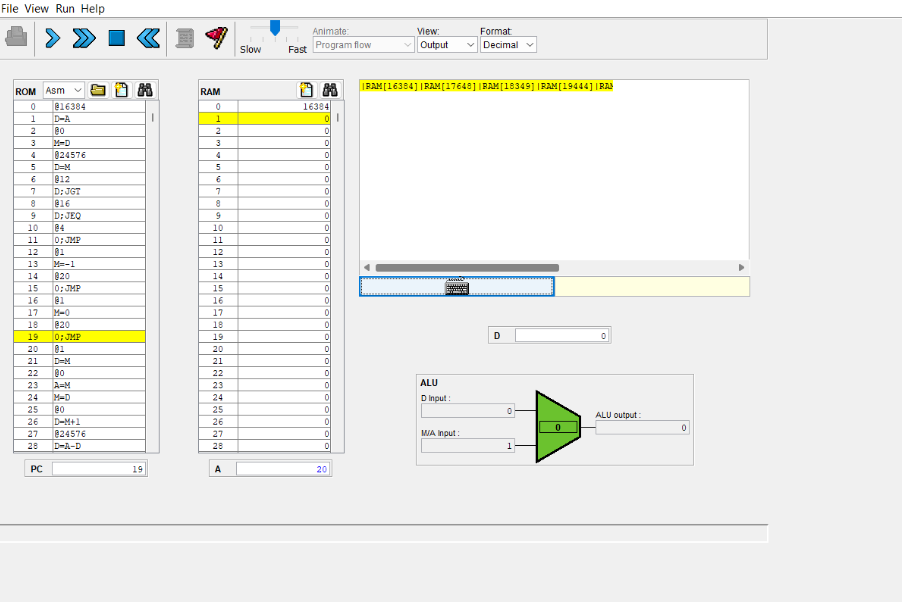 File View Run Help
Animate: View: Format:
Slow Fast Program flow Output Decimal
ROM Asm
0 @16384
1 D=A
2 @0
3 M=D
4 @24576
5 D=M
6 @12
7 D;JGT
8 @16
9 D;JEQ
10 @4
11 0;JMP
12 @1
13 M=-1
14 @20
15 0;JMP
16 @1
17 M=0
18 @20
19 0;JMP
20 @1
21 D=M
22 @0
23 A=M
24 M=D
25 @0
26 D=M+1
27 @24576
28 D=A-D
PC 19
RAM
0 16384
1 0
2 0
3 0
4 0
5 0
6 0
7 0
8 0
9 0
10 0
11 0
12 0
13 0
14 0
15 0
16 0
17 0
18 0
19 0
20 0
21 0
22 0
23 0
24 0
25 0
26 0
27 0
28 0
A 20
|RAM[16384]|RAM[17648]|RAM[18349]|RAM[19444]|RAM
D 0
ALU
D Input :
0
M/A Input :
1
0
ALU output :
0